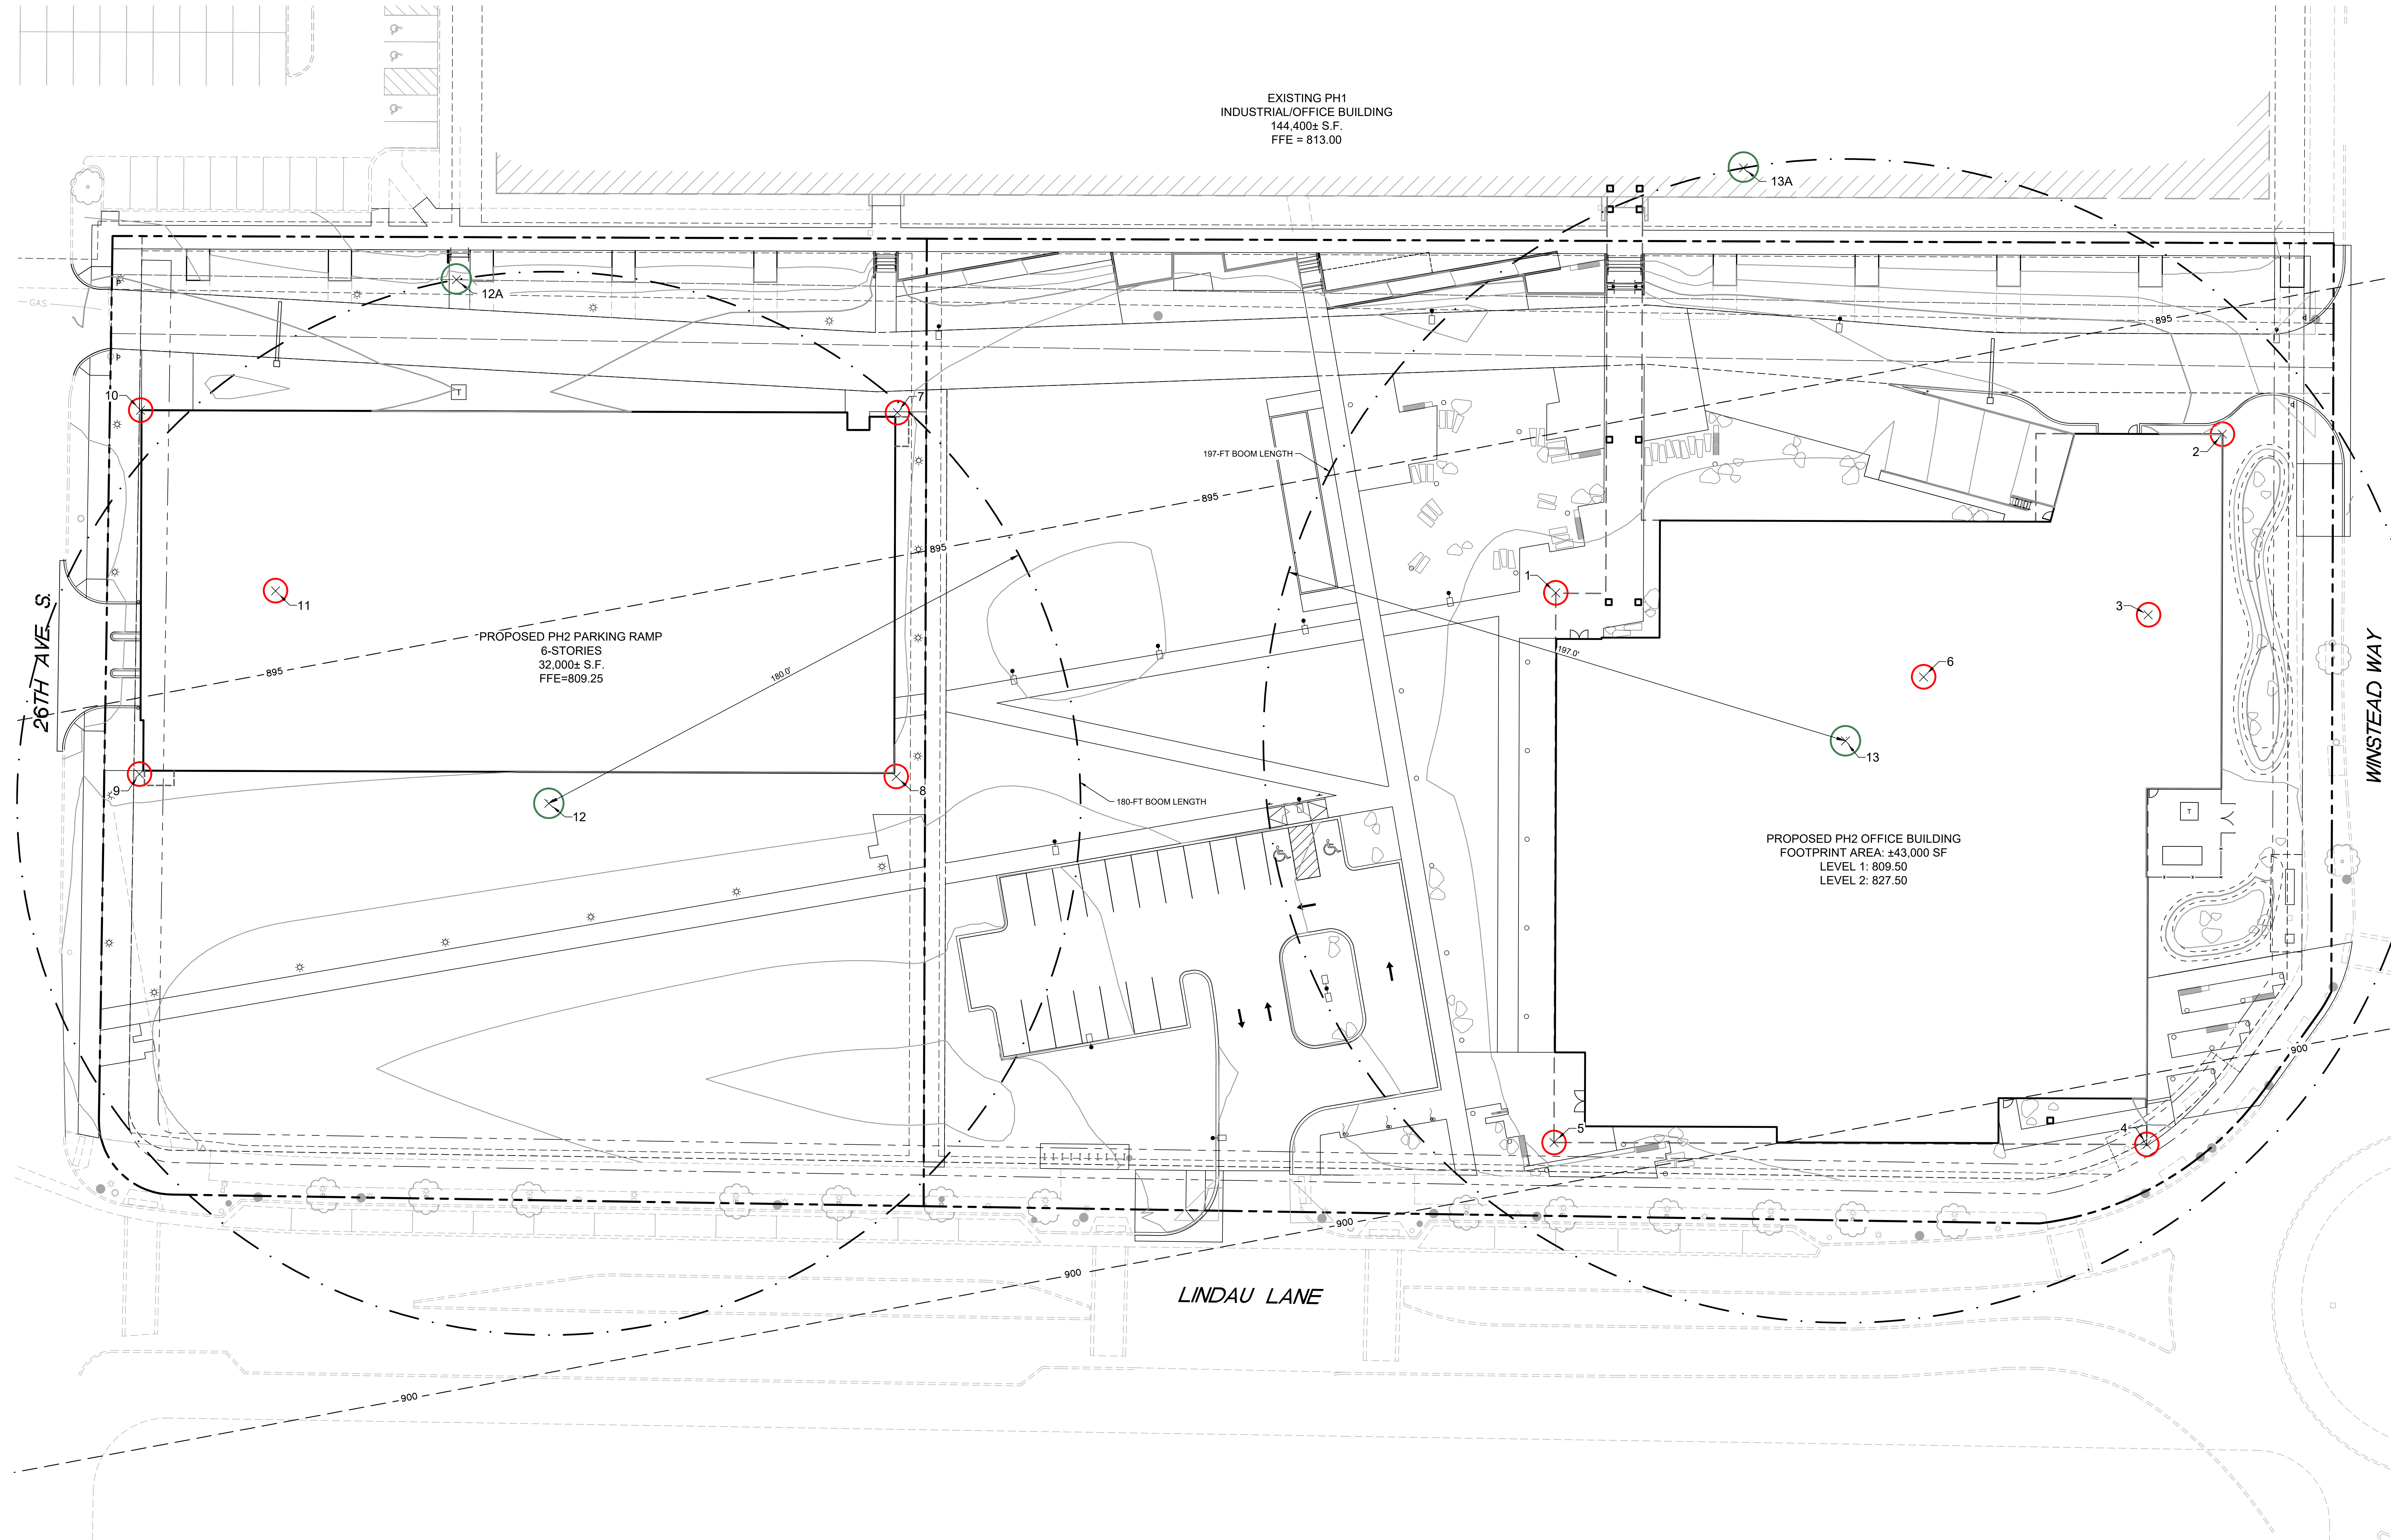 EXISTING PH1
INDUSTRIAL/OFFICE BUILDING
144,400± S.F.
FFE = 813.00
13A
12A
GAS
895
10
7
T
2
197-FT BOOM LENGTH
895
895
1
11
3
26TH AVE. S.
PROPOSED PH2 PARKING RAMP
6-STORIES
32,000± S.F.
FFE=809.25
895
180.0'
197.0'
6
WINSTEAD WAY
13
9
8
12
180-FT BOOM LENGTH
T
PROPOSED PH2 OFFICE BUILDING
FOOTPRINT AREA: ±43,000 SF
LEVEL 1: 809.50
LEVEL 2: 827.50
900
5
4
900
900
LINDAU LANE
900